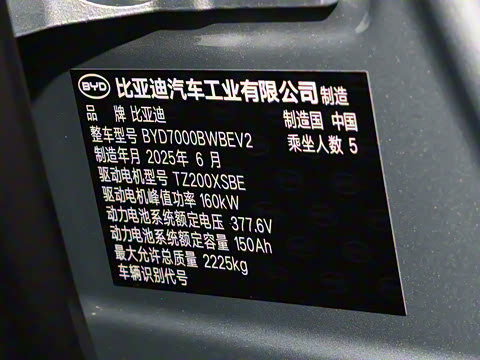 BYD 比亚迪汽车工业有限公司 制造
品 牌 比亚迪 制造国 中国
整车型号 BYD7000BWBEV2 乘坐人数 5
制造年月 2025年 6 月
驱动电机型号 TZ200XSBE
驱动电机峰值功率 160kW
动力电池系统额定电压 377.6V
动力电池系统额定容量 150Ah
最大允许总质量 2225kg
车辆识别代号